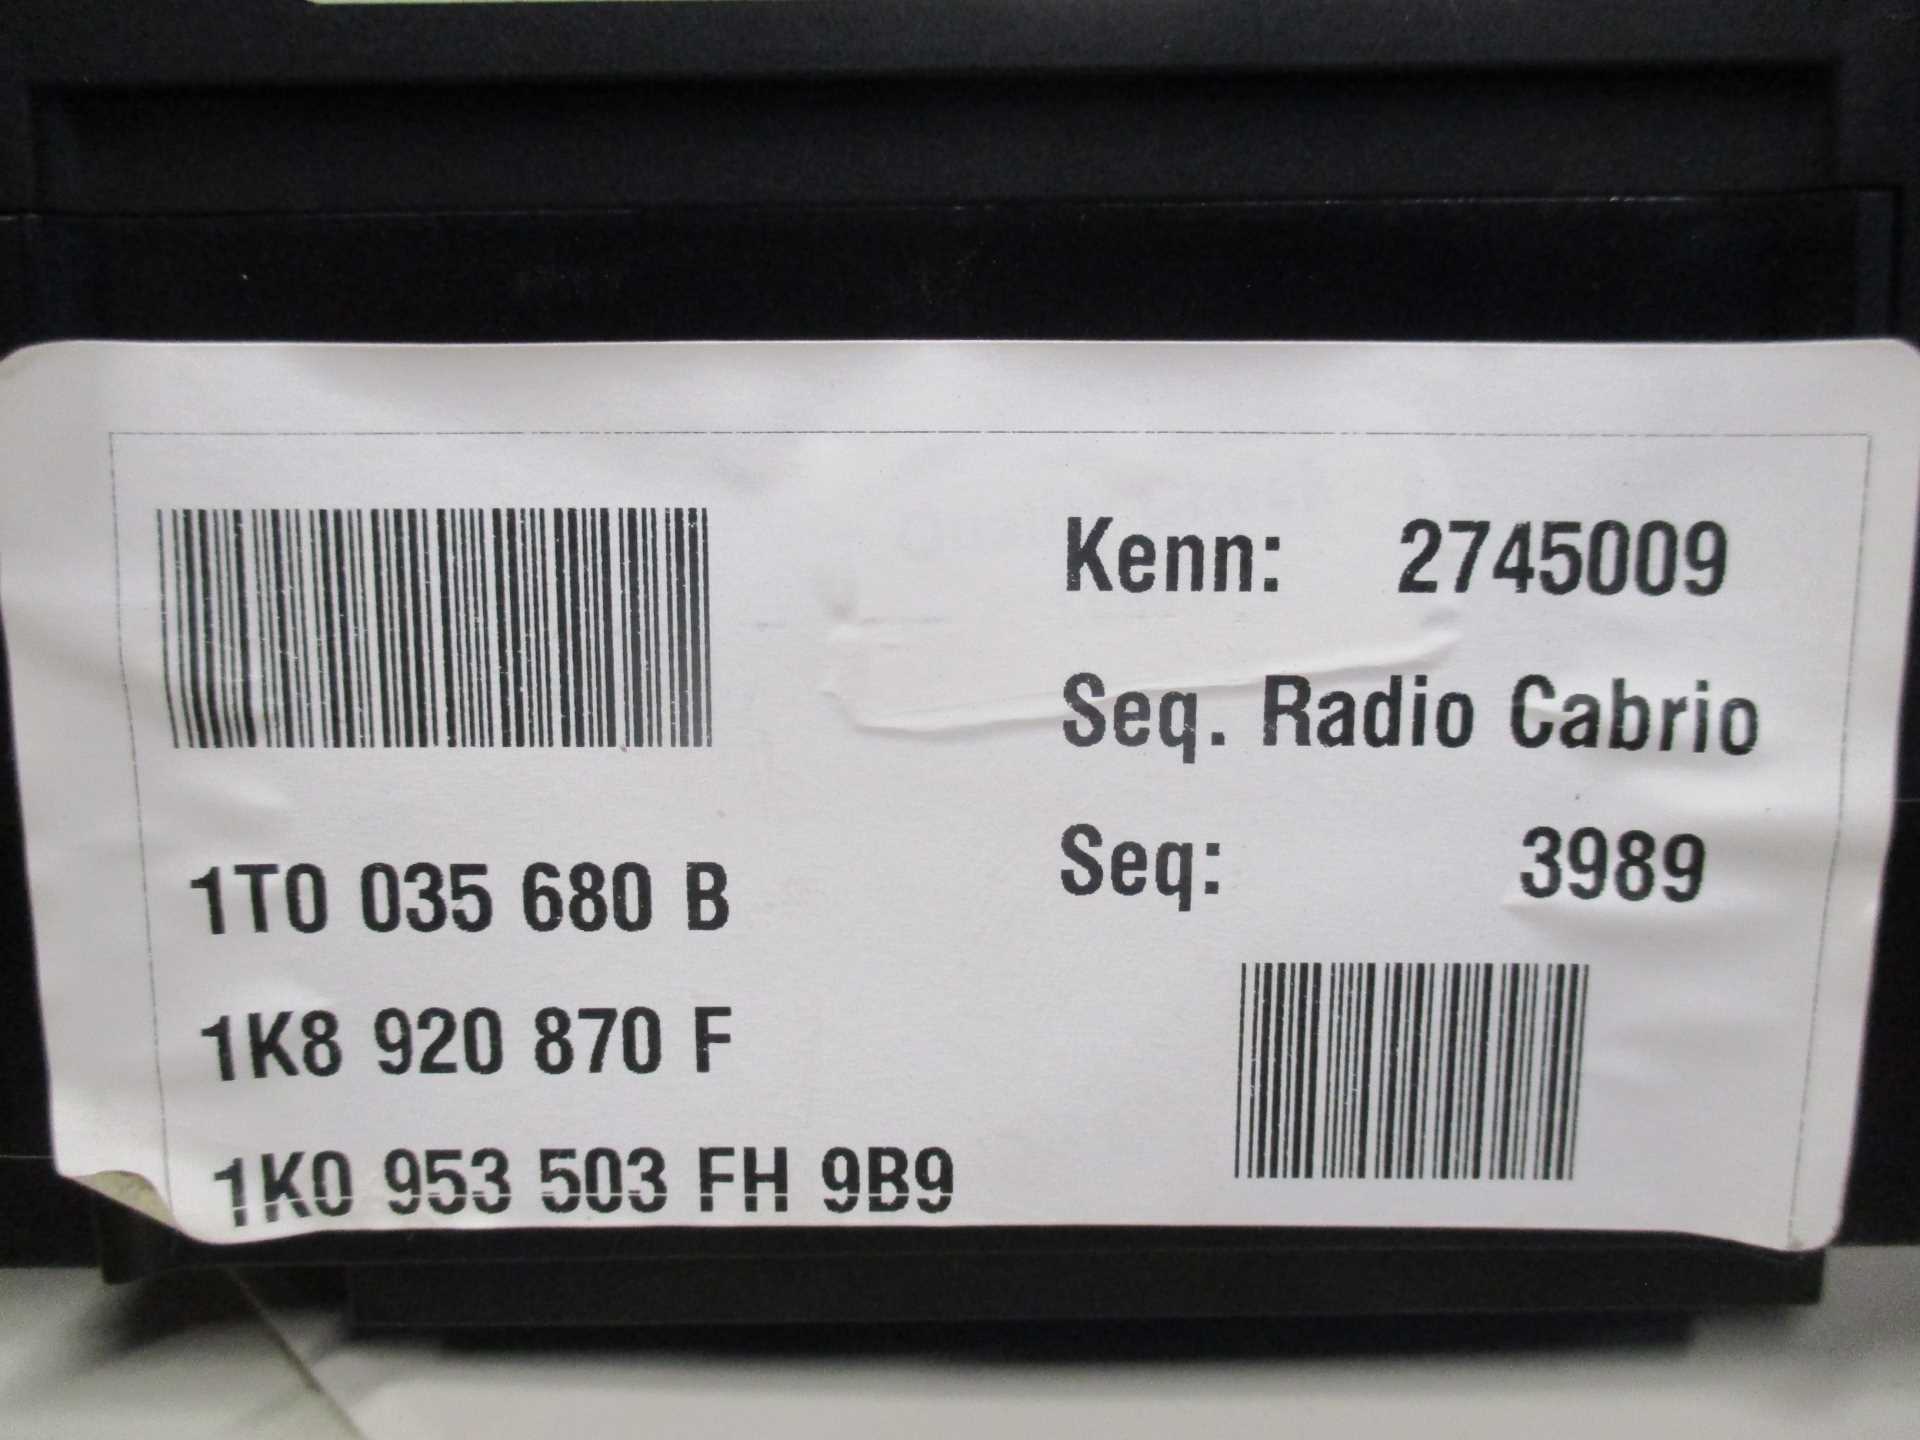 Kenn: 2745009
Seq. Radio Cabrio
Seq: 3989
1T0 035 680 B
1K8 920 870 F
1K0 953 503 FH 9B9